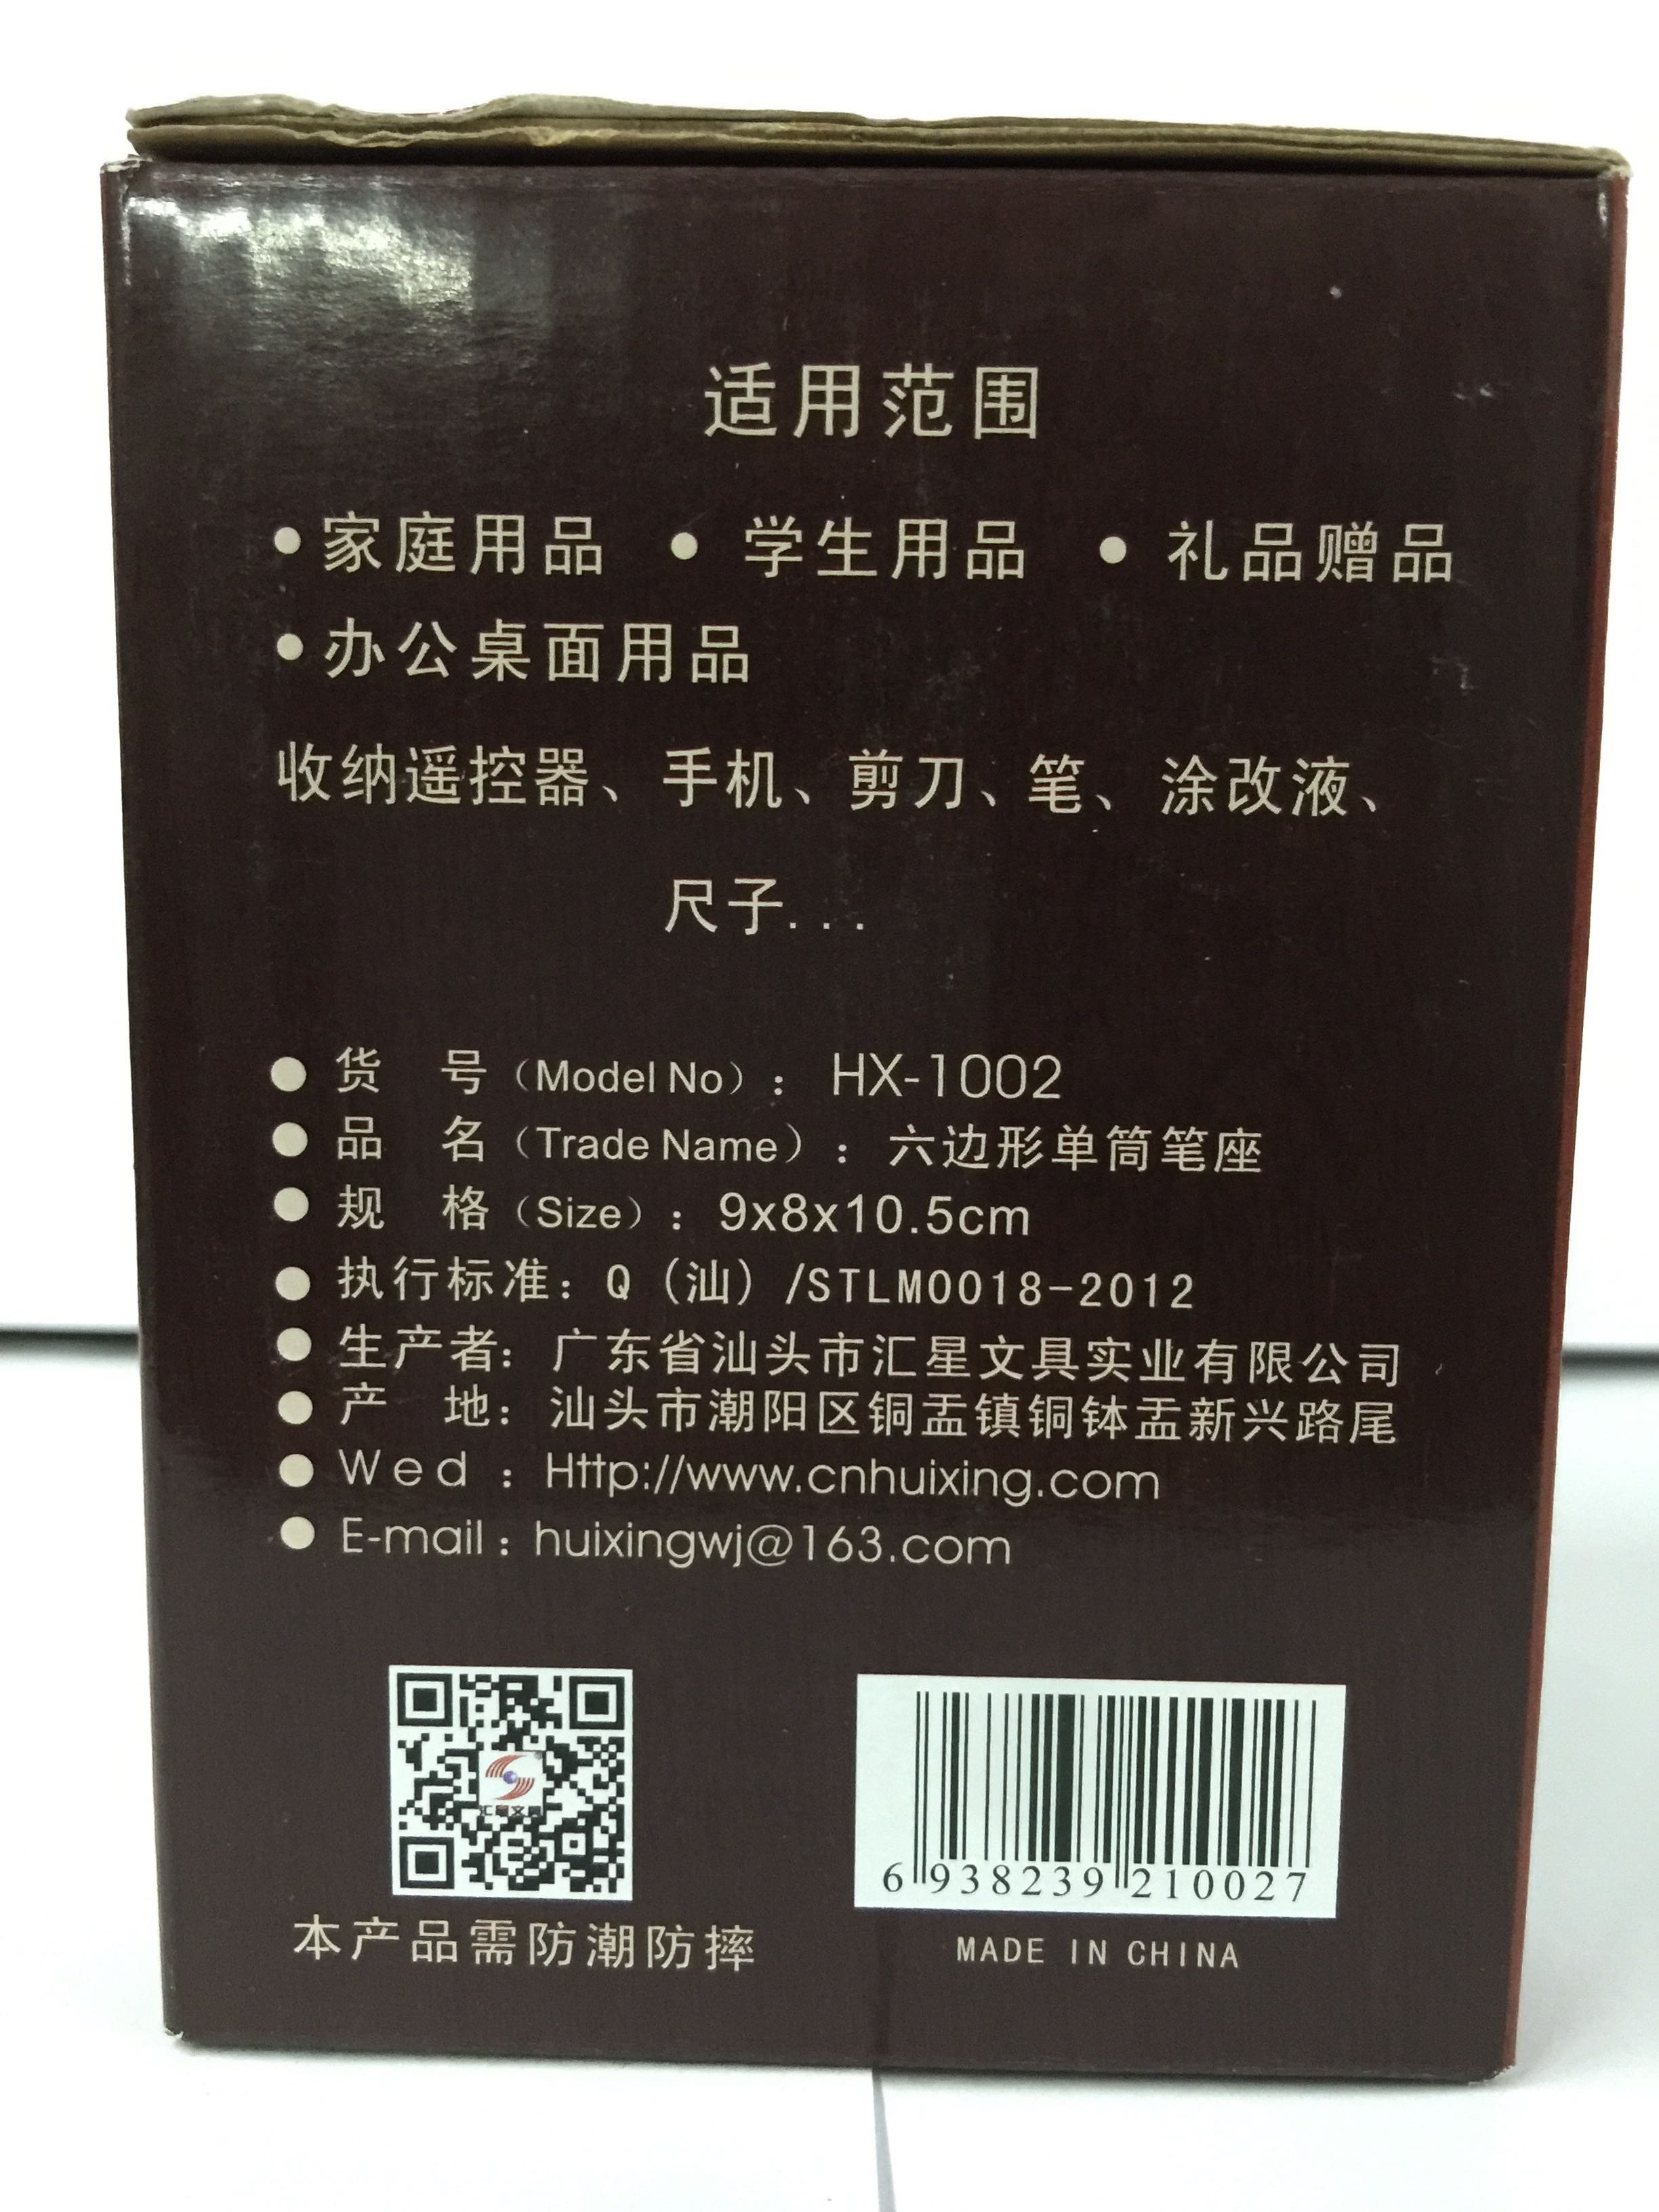 适用范围
●家庭用品 ● 学生用品 ● 礼品赠品
●办公桌面用品
收纳遥控器、手机、剪刀、笔、涂改液、
尺子...
● 货 号（Model No）： HX-1002
● 品 名（Trade Name）： 六边形单筒笔座
● 规 格（Size）： 9x8x10.5cm
● 执行标准：Q（汕）/STLM0018-2012
● 生产者： 广东省汕头市汇星文具实业有限公司
● 产 地： 汕头市潮阳区铜盂镇铜钵盂新兴路尾
● Wed ： Http://www.cnhuixing.com
● E-mail：huixingwj@163.com
汇星文具
6 938239 210027
本产品需防潮防摔
MADE IN CHINA